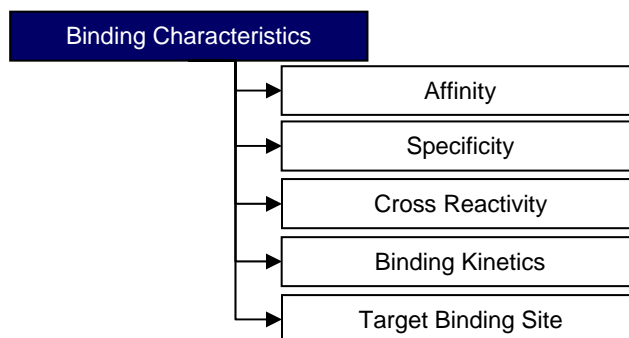 Binding Characteristics
Affinity
Specificity
Cross Reactivity
Binding Kinetics
Target Binding Site